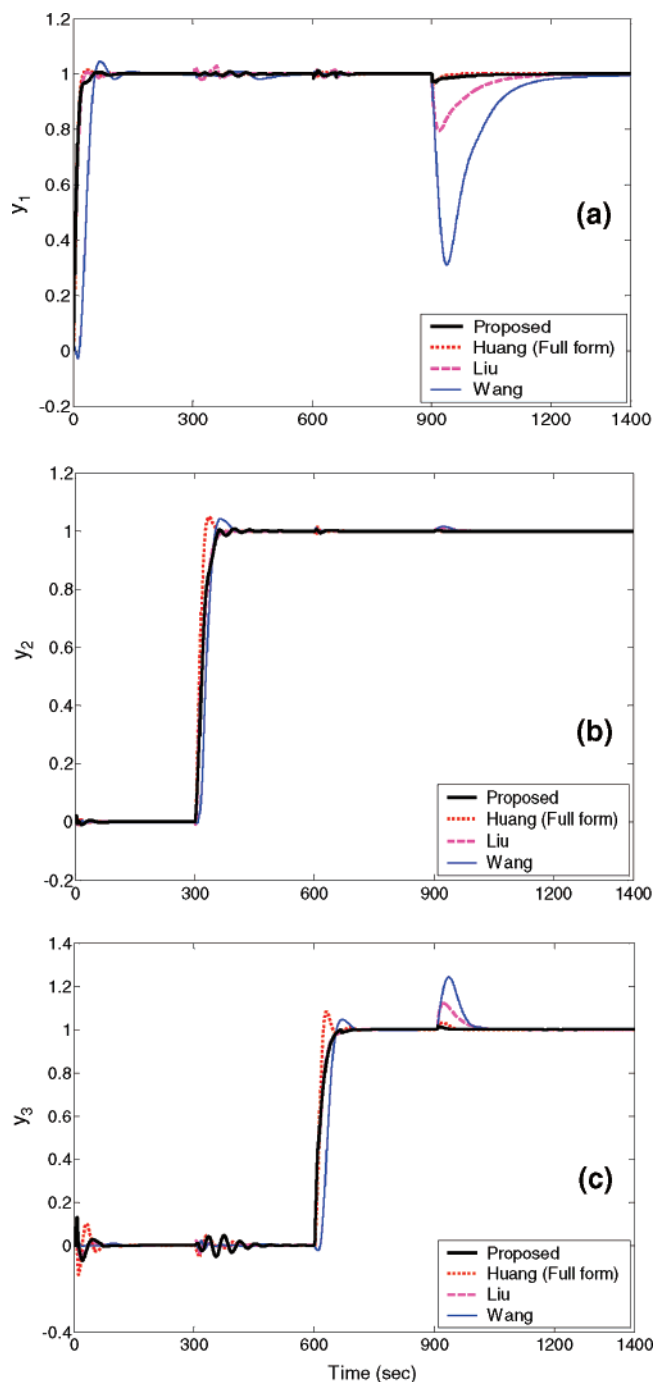 1.2
1
0.8
0.6
0.4
0.2
0
-0.2
y1
(a)
Proposed
Huang (Full form)
Liu
Wang
0 300 600 900 1200 1400
1.2
1
0.8
0.6
0.4
0.2
0
-0.2
y2
(b)
Proposed
Huang (Full form)
Liu
Wang
0 300 600 900 1200 1400
1.4
1.2
1
0.8
0.6
0.4
0.2
0
-0.4
y3
(c)
Proposed
Huang (Full form)
Liu
Wang
0 300 600 900 1200 1400
Time (sec)